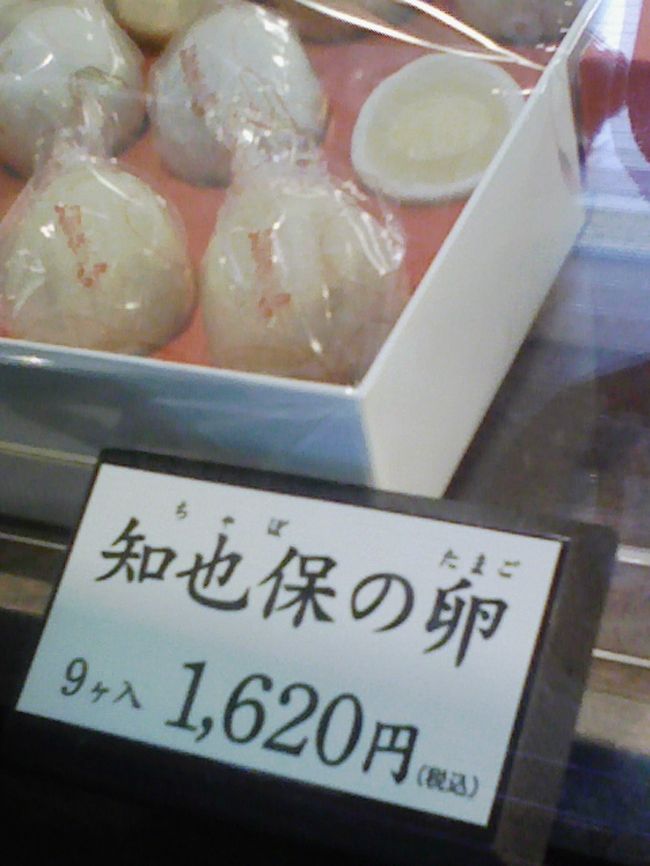 ちゃぼ たまご
知也保の卵
9ヶ入 1,620円(税込)